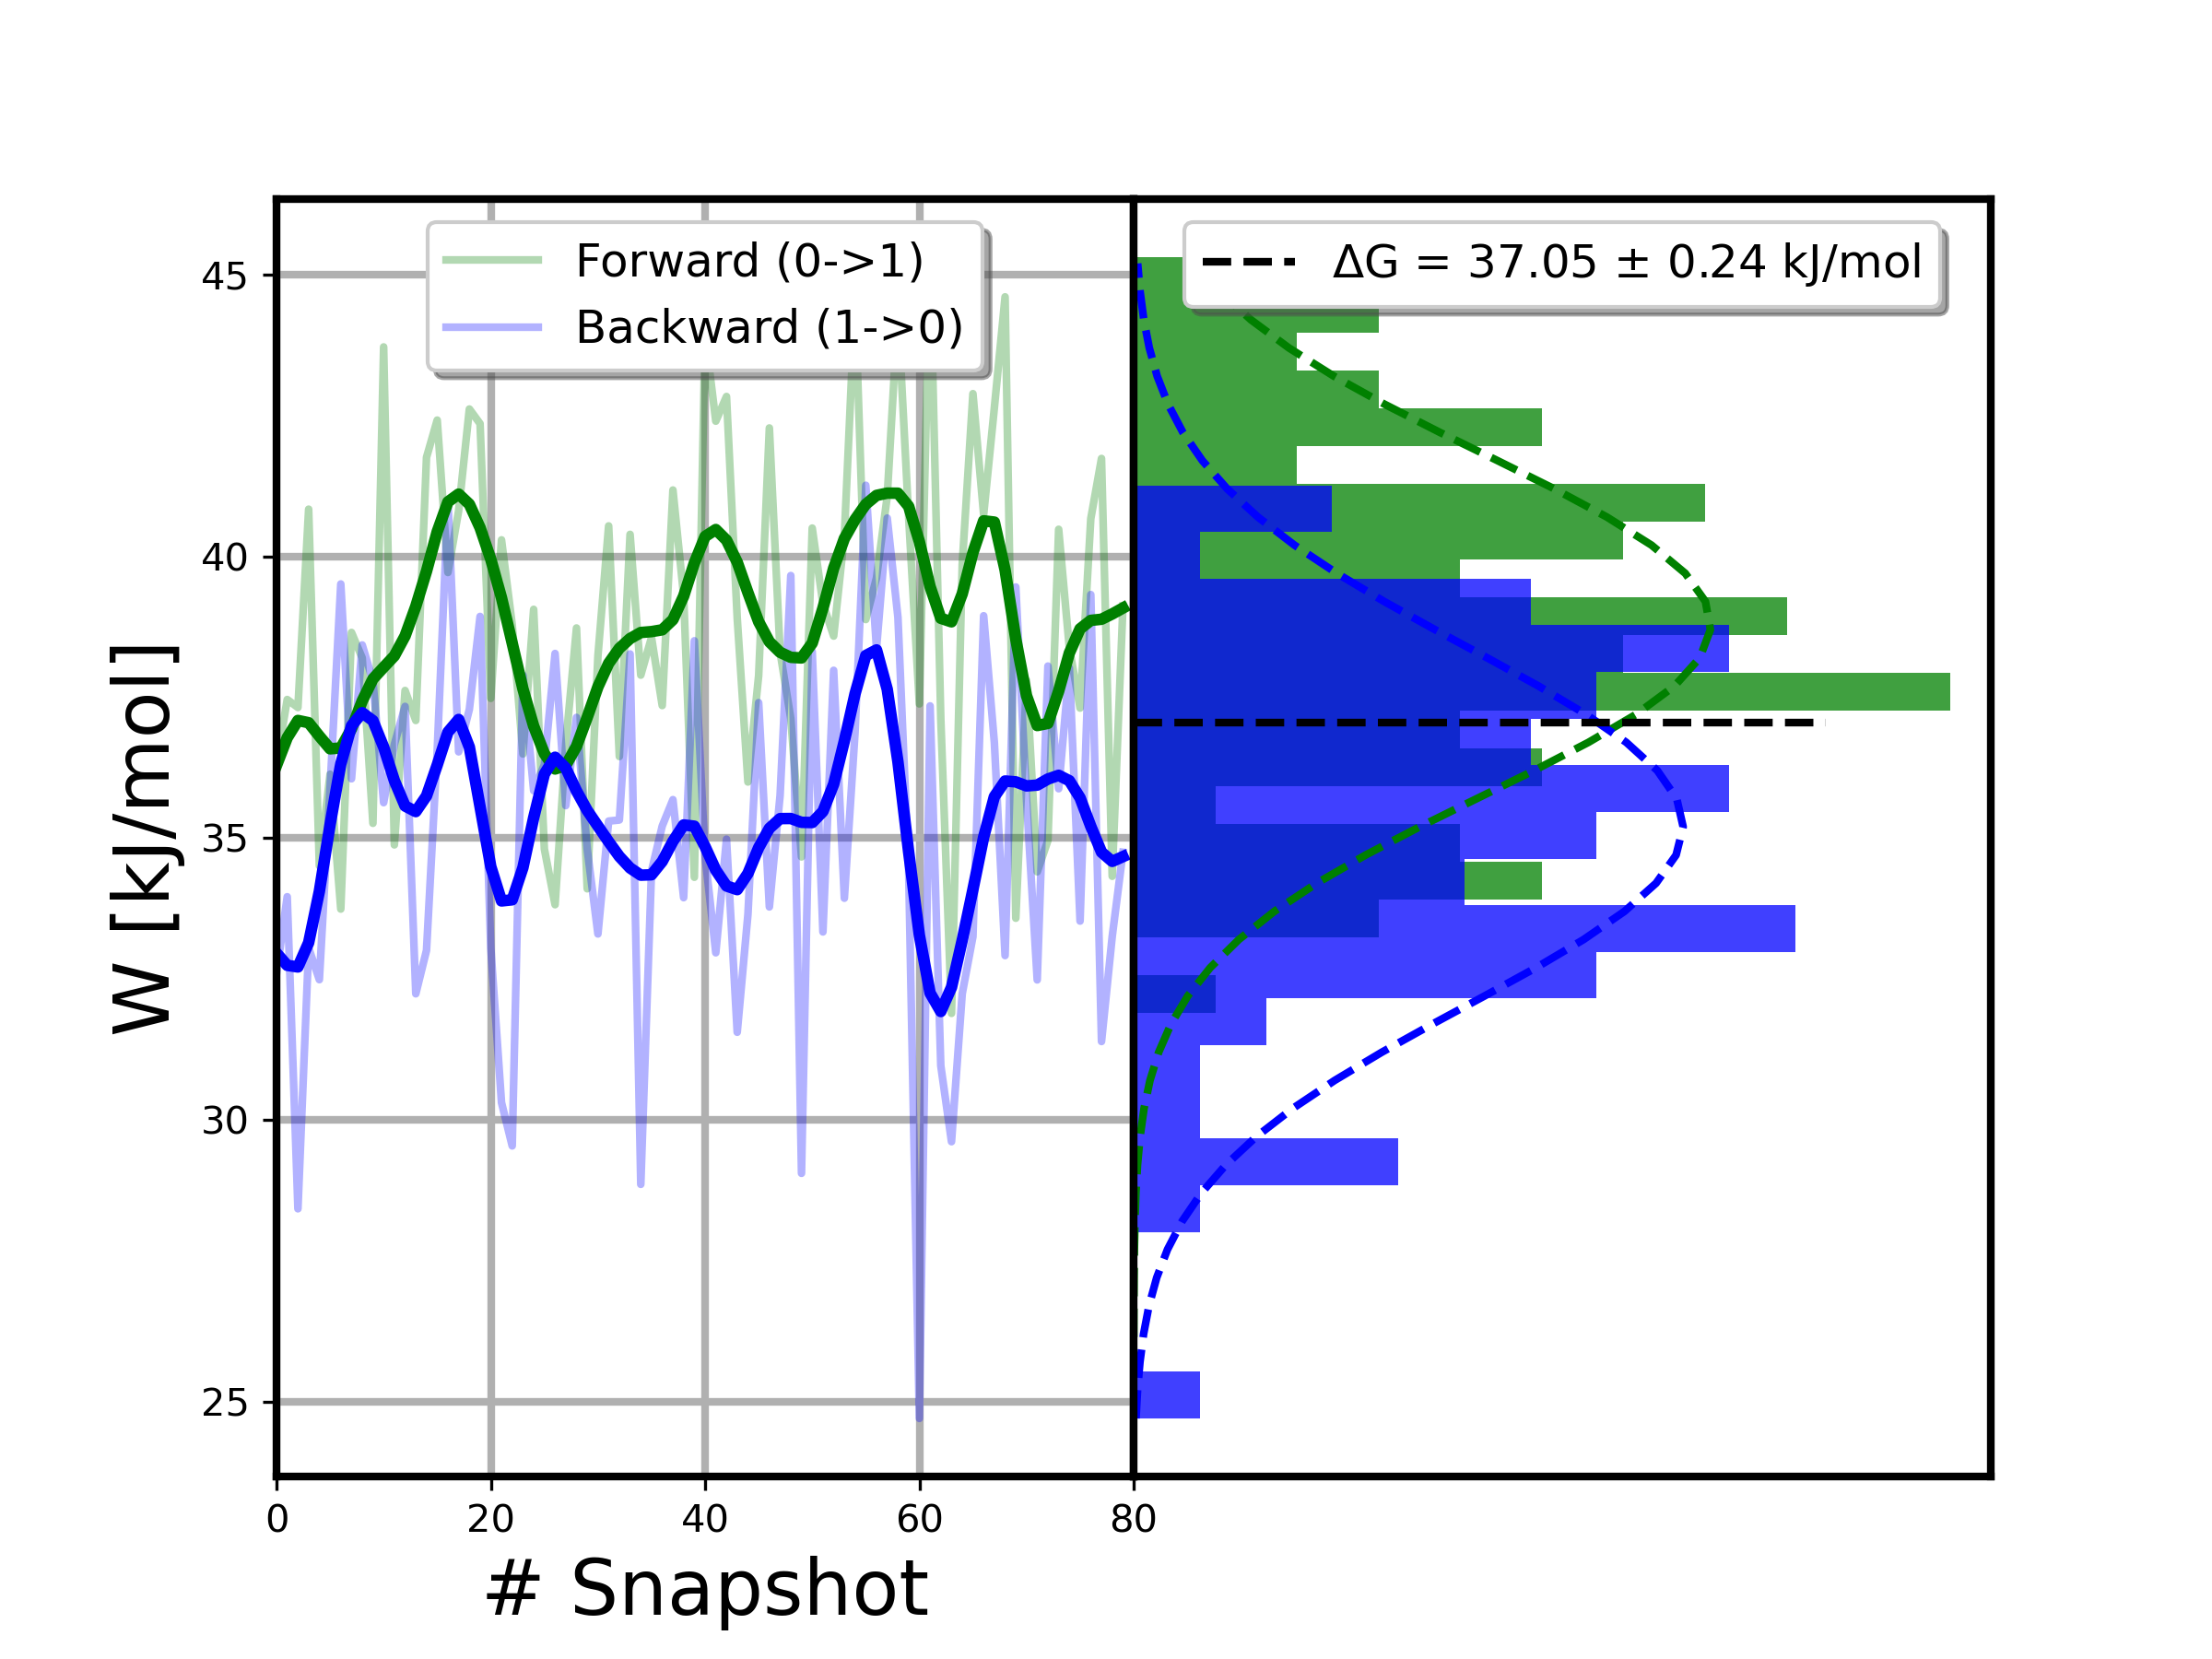 Forward (0->1)
Backward (1->0)
ΔG = 37.05 ± 0.24 kJ/mol
W [kJ/mol]
45
40
35
30
25
0 20 40 60 80
# Snapshot